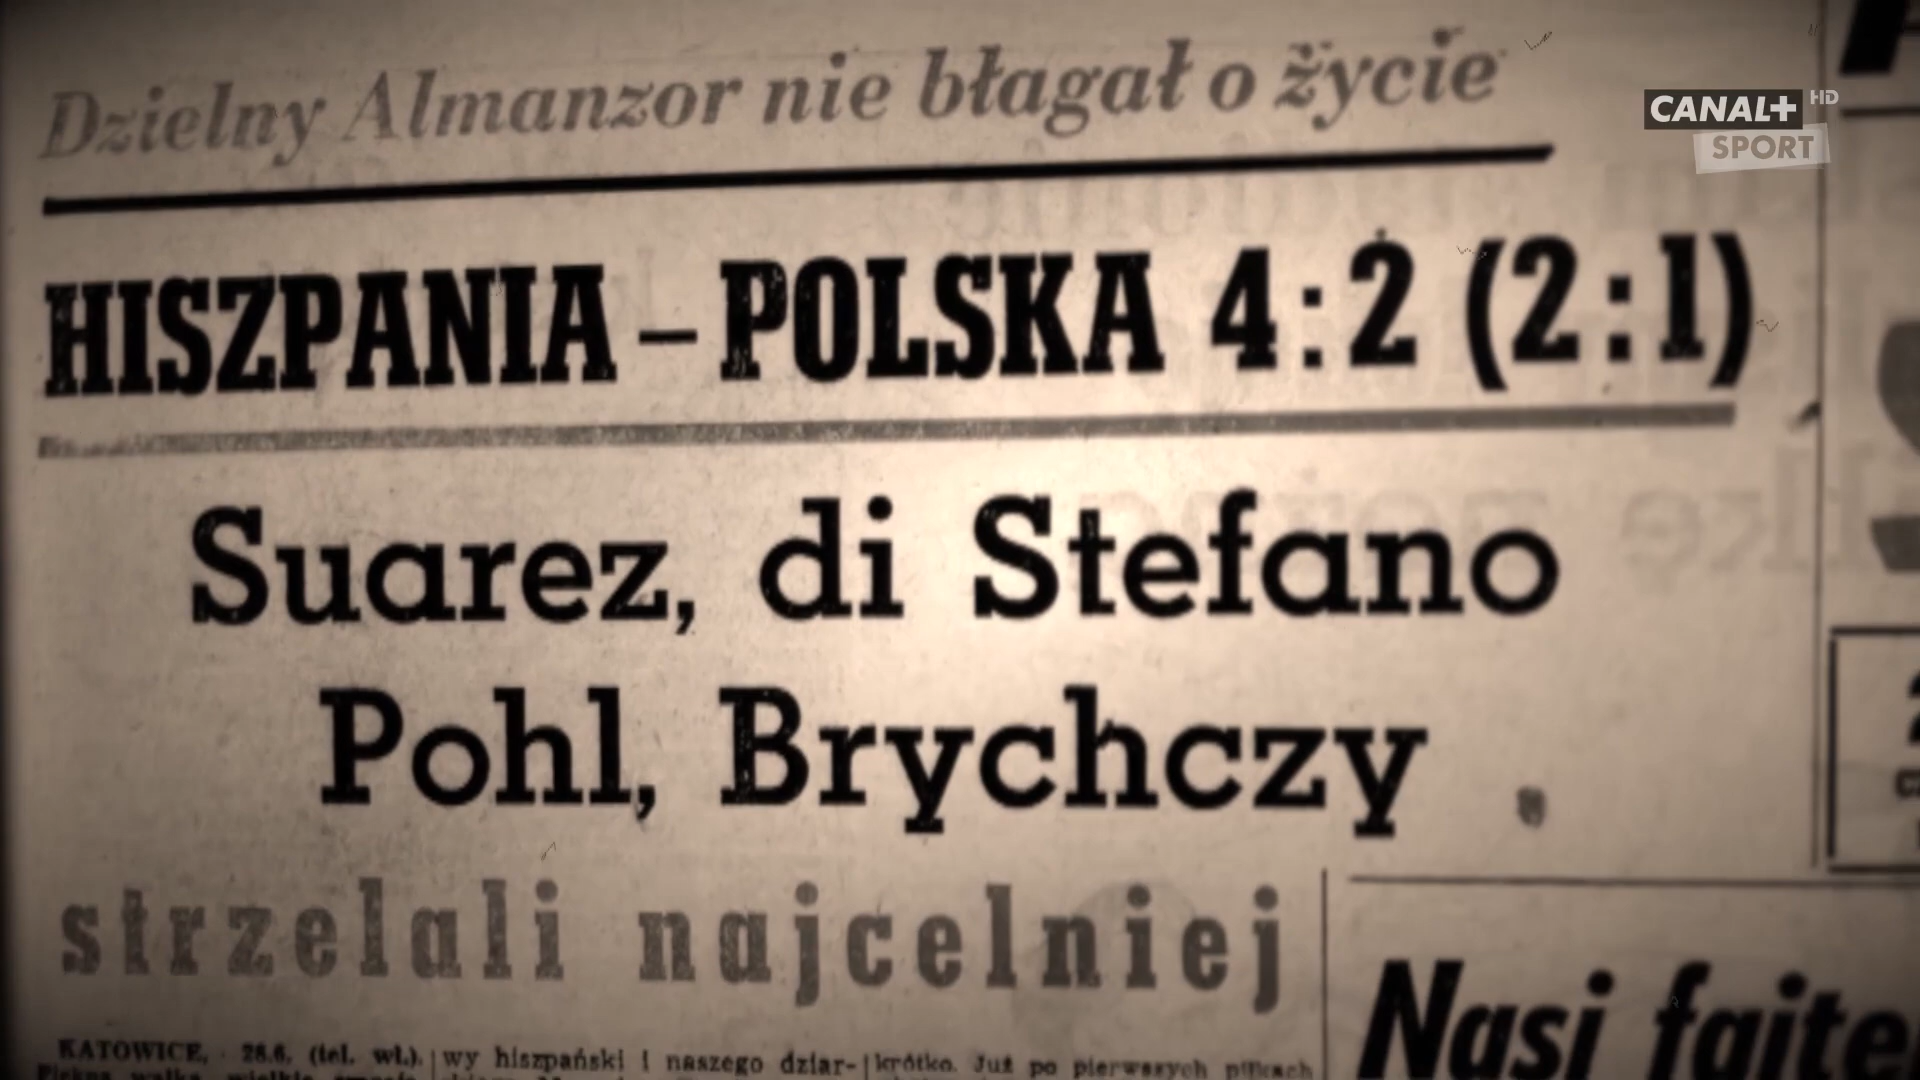 Dzielny Almanzor nie błagał o życie
CANAL+ HD
SPORT
HISZPANIA – POLSKA 4:2 (2:1)
Suarez, di Stefano
Pohl, Brychczy
strzelali najcelniej
KATOWICE, 28.6. (tel. wł.).
wy hiszpański i naszego dziar-
krótko. Już po pierwszych piłkach
Nasi